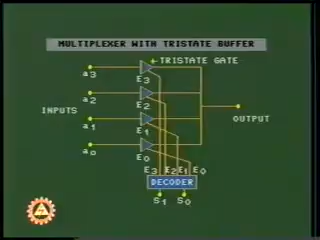 MULTIPLEXER WITH TRISTATE BUFFER
TRISTATE GATE
a3
E3
a2
E2
INPUTS
OUTPUT
a1
E1
a0
E0
E3 E2 E1 E0
DECODER
S1 S0